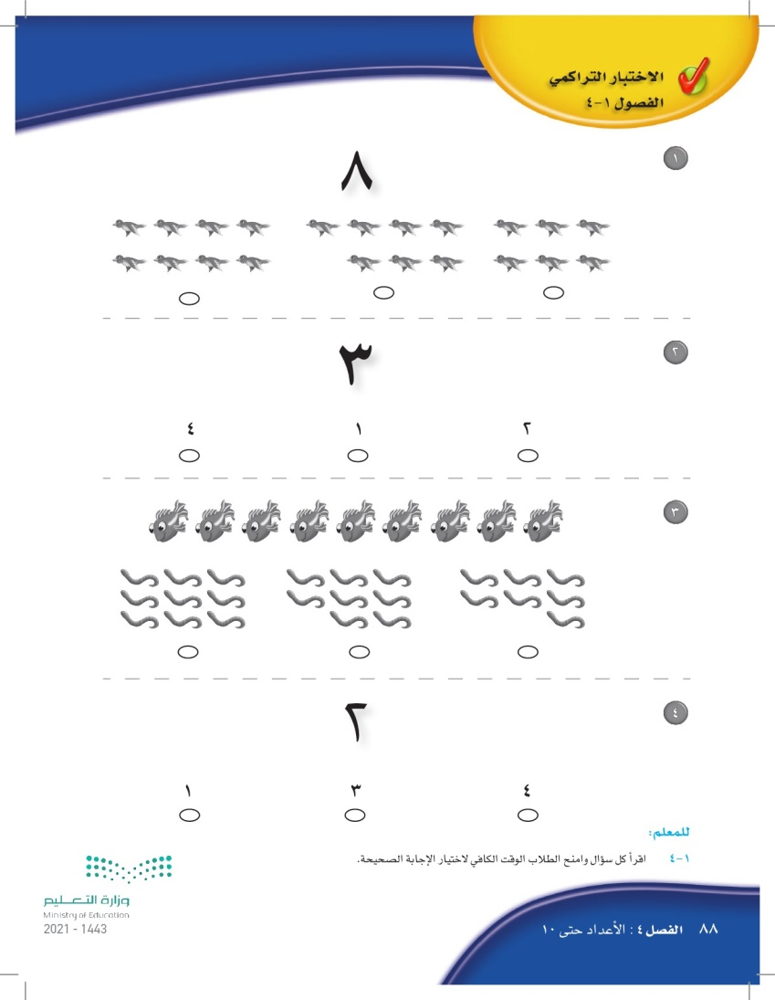 الاختبار التراكمي
الفصول ١-٤
١
٨
٢
٣
٢ ١ ٤
٣
٤
٢
٤ ٣ ١
للمعلم:
١-٤ اقرأ كل سؤال وامنح الطلاب الوقت الكافي لاختيار الإجابة الصحيحة.
وزارة التعليم
Ministry of Education
2021 - 1443
٨٨ الفصل ٤ : الأعداد حتى ١٠